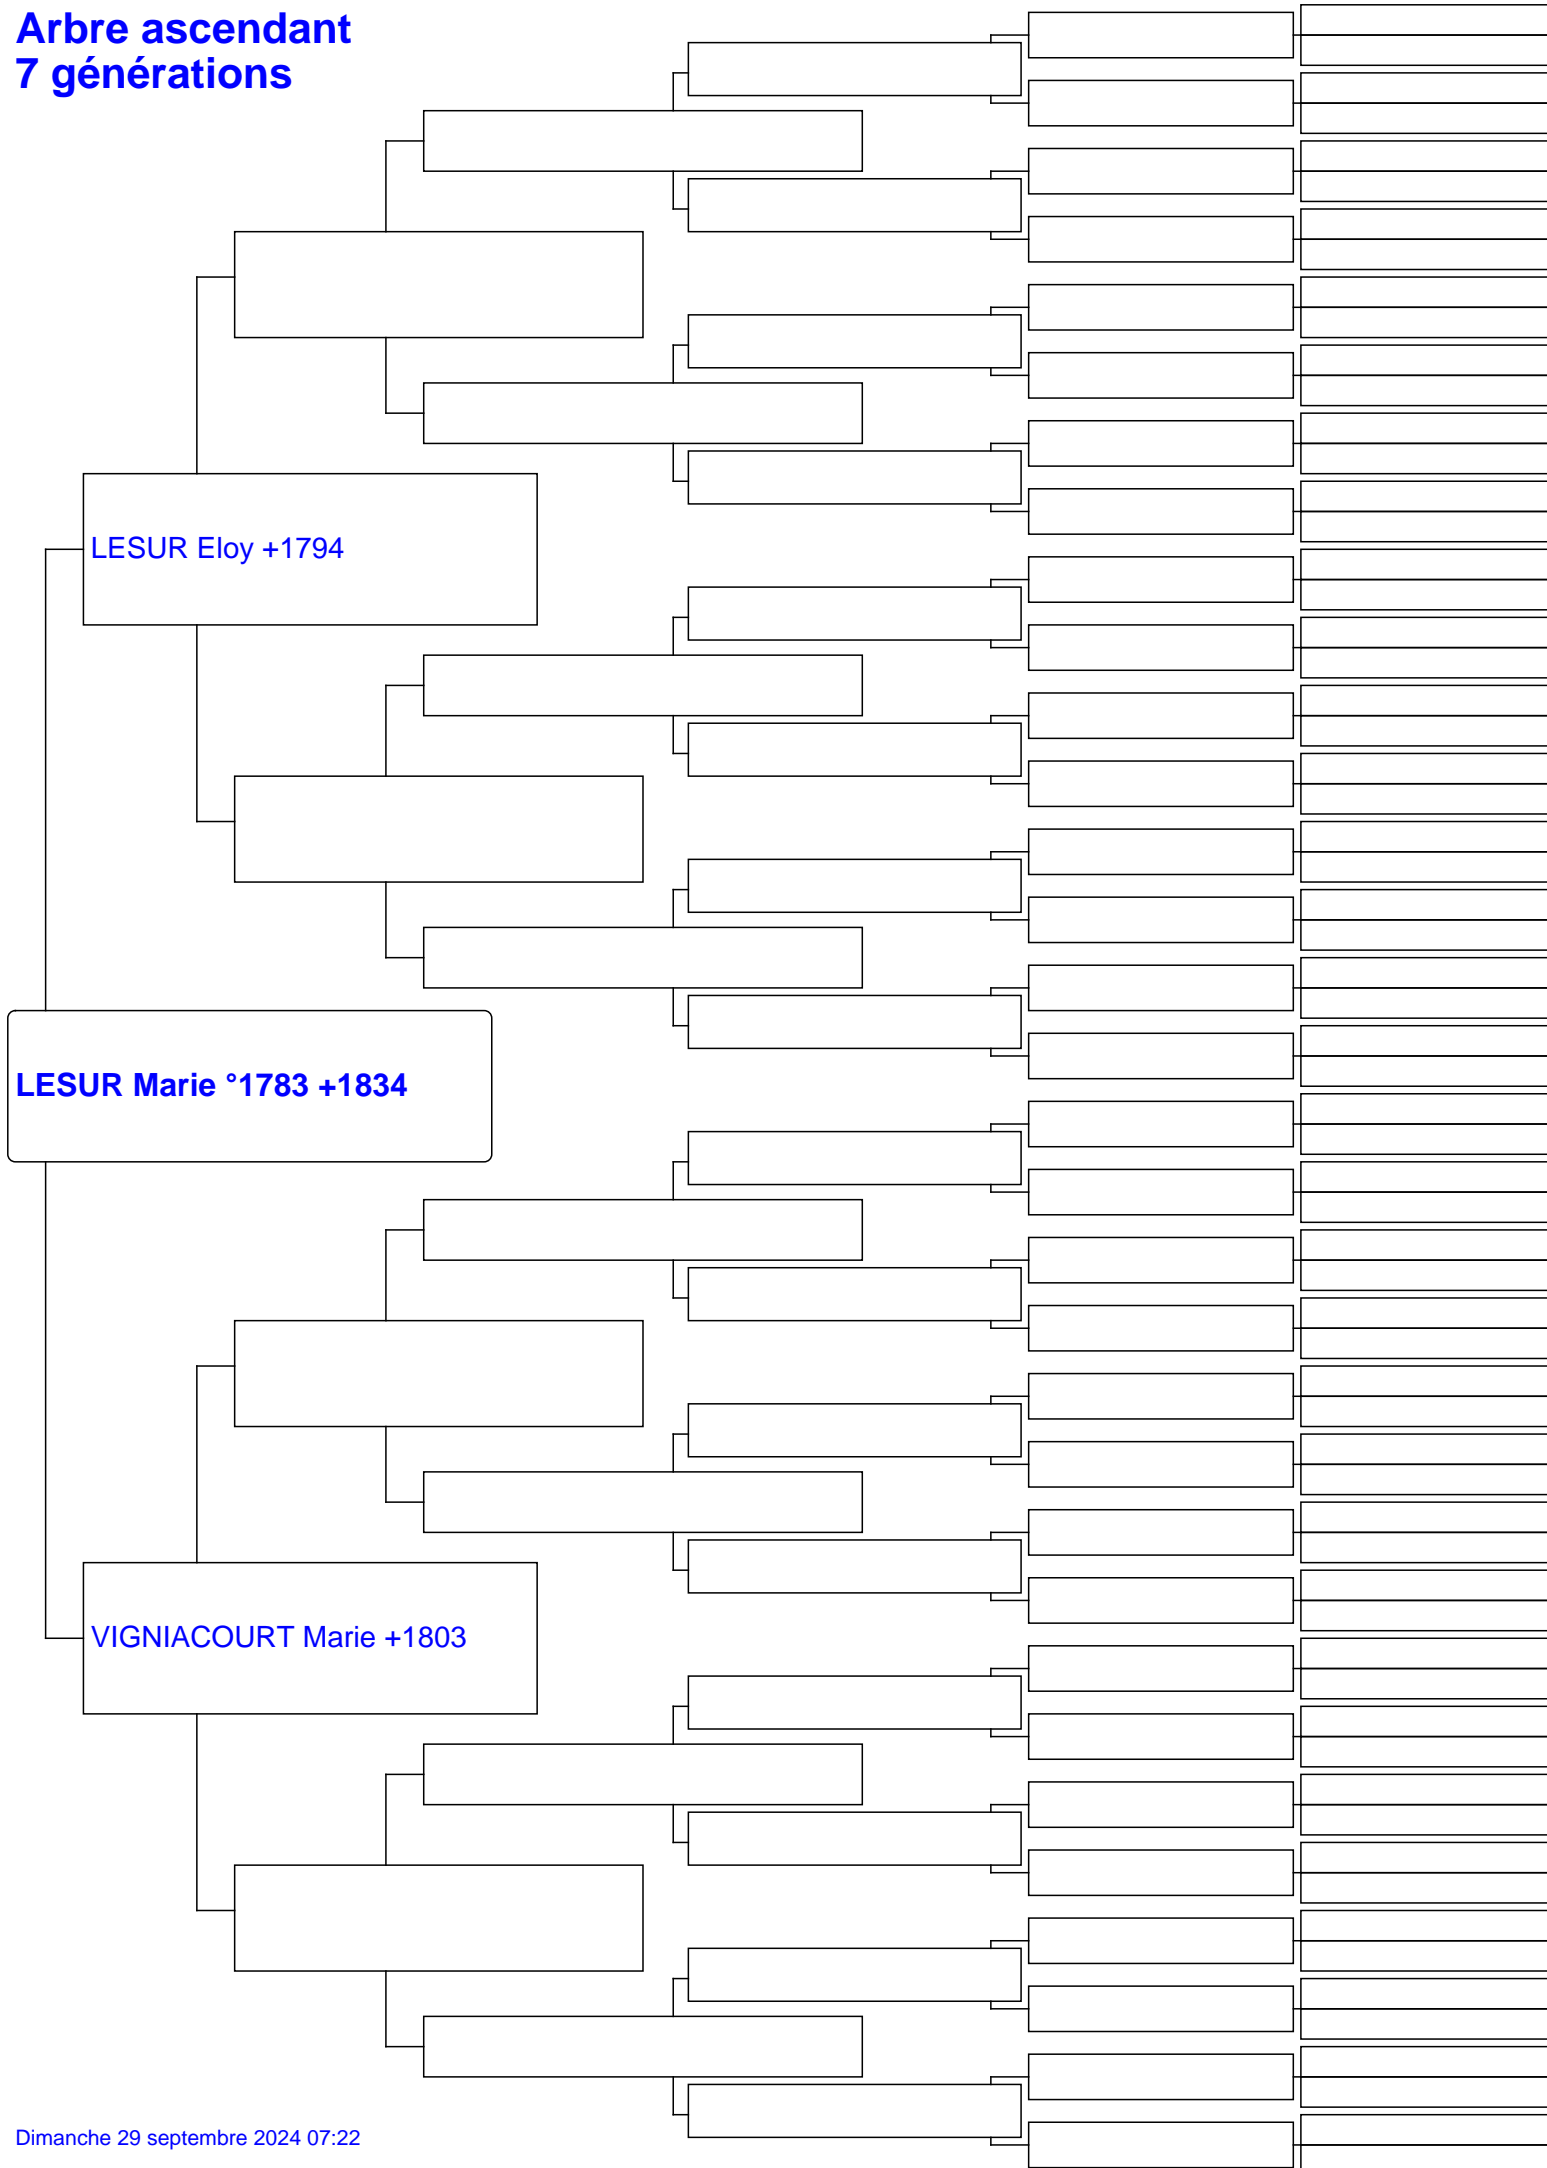 Arbre ascendant
7 générations
LESUR Eloy +1794
LESUR Marie °1783 +1834
VIGNIACOURT Marie +1803
Dimanche 29 septembre 2024 07:22